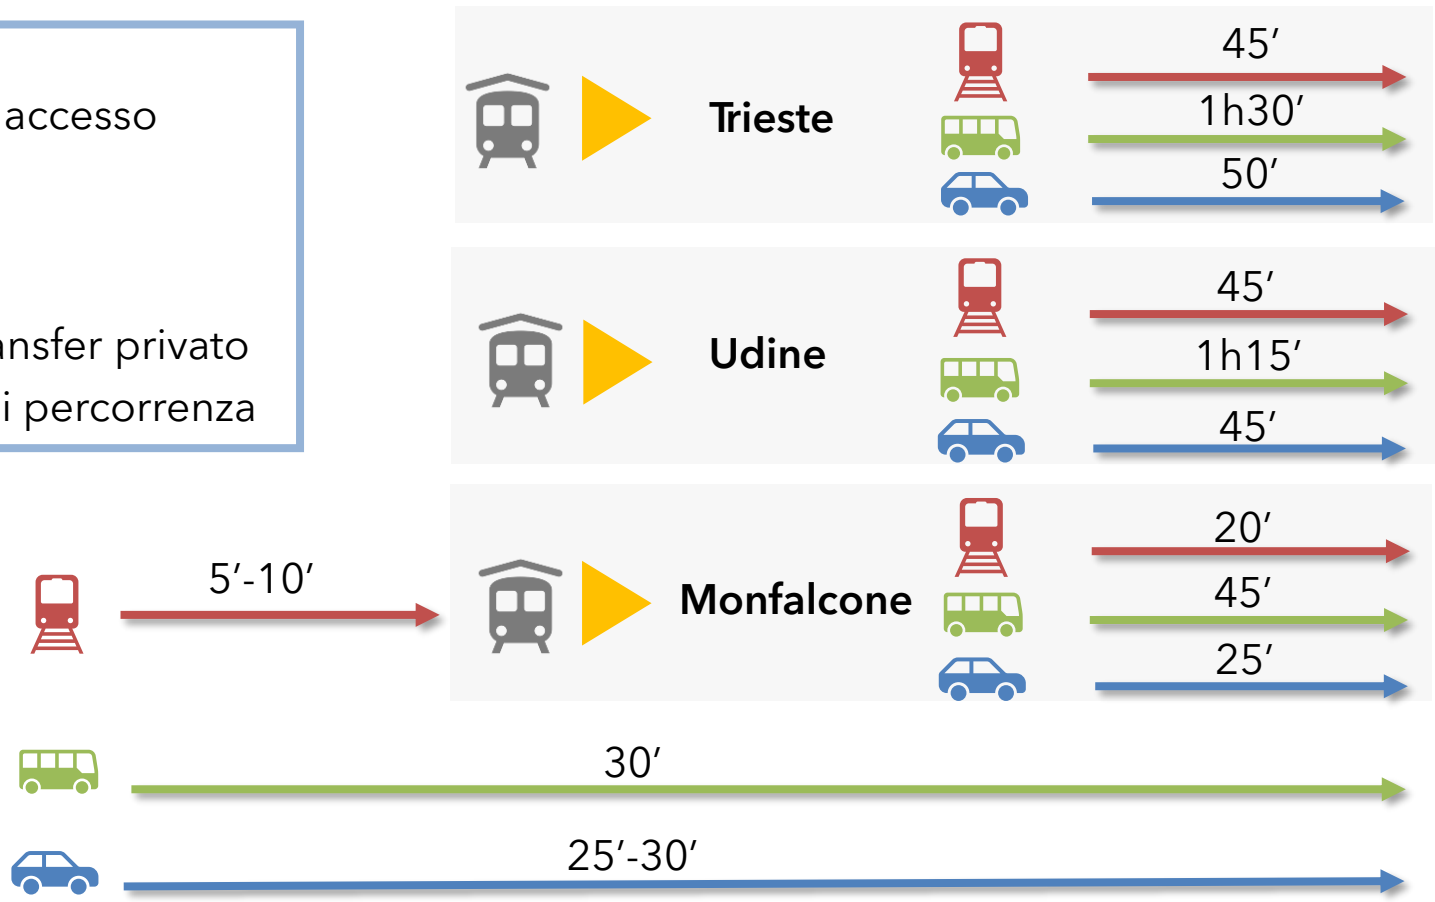 accesso
ansfer privato
i percorrenza
Trieste
45′
1h30′
50′
Udine
45′
1h15′
45′
5′-10′
Monfalcone
20′
45′
25′
30′
25′-30′